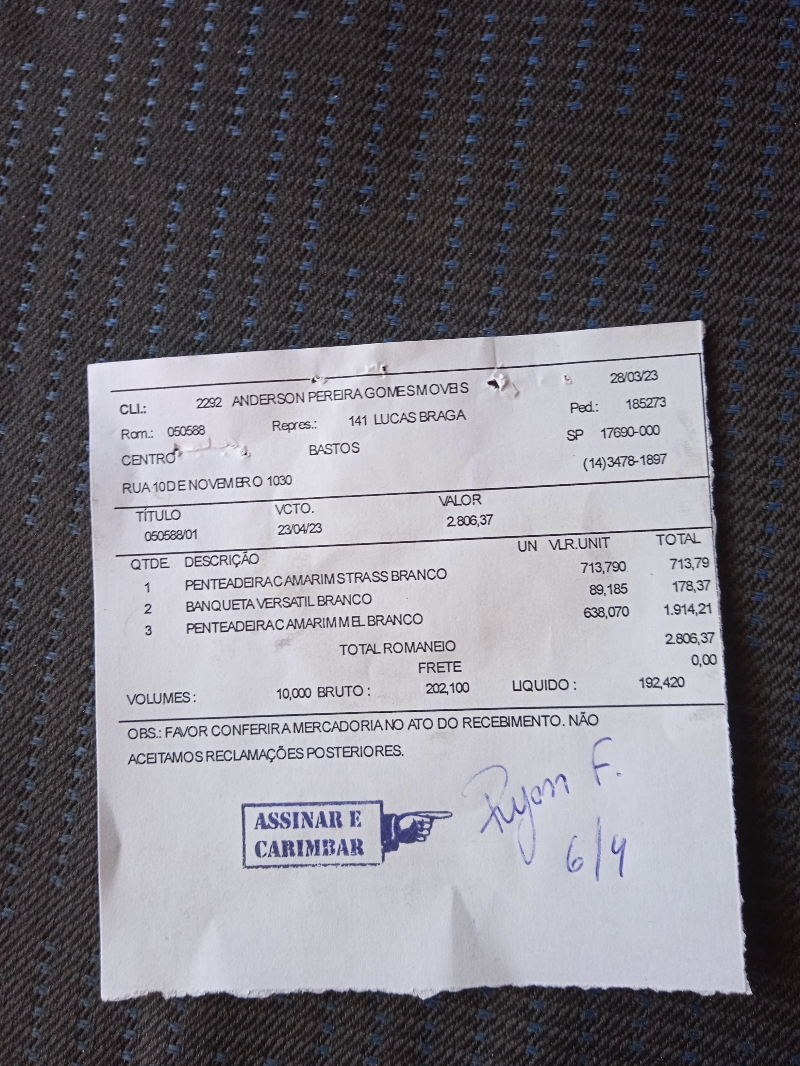 28/03/23
CLI.: 2292 ANDERSON PEREIRA GOMES MOVEIS
Rom.: 050588 Repres.: 141 LUCAS BRAGA Ped.: 185273
CENTRO BASTOS SP 17690-000
RUA 10 DE NOVEMBRO 1030 (14)3478-1897
TÍTULO VCTO. VALOR
050588/01 23/04/23 2.806,37
QTDE. DESCRIÇÃO UN VLR.UNIT TOTAL
1 PENTEADEIRA CAMARIM STRASS BRANCO 713,790 713,79
2 BANQUETA VERSATIL BRANCO 89,185 178,37
3 PENTEADEIRA CAMARIM MEL BRANCO 638,070 1.914,21
TOTAL ROMANEIO 2.806,37
FRETE 0,00
VOLUMES : 10,000 BRUTO : 202,100 LIQUIDO : 192,420
OBS.: FAVOR CONFERIR A MERCADORIA NO ATO DO RECEBIMENTO. NÃO
ACEITAMOS RECLAMAÇÕES POSTERIORES.
ASSINAR E
CARIMBAR
Ryan F.
6/4